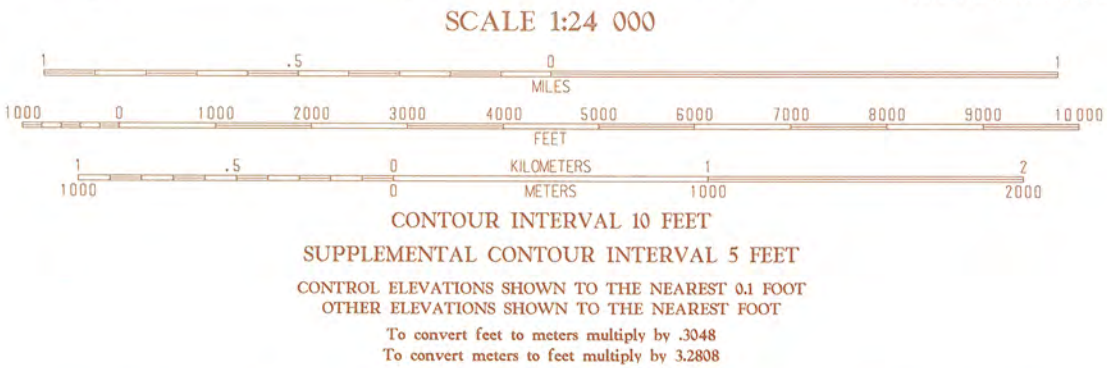 SCALE 1:24 000
1 .5 0 1
MILES
1000 0 1000 2000 3000 4000 5000 6000 7000 8000 9000 10000
FEET
1 .5 0 KILOMETERS 1 2
1000 0 METERS 1000 2000
CONTOUR INTERVAL 10 FEET
SUPPLEMENTAL CONTOUR INTERVAL 5 FEET
CONTROL ELEVATIONS SHOWN TO THE NEAREST 0.1 FOOT
OTHER ELEVATIONS SHOWN TO THE NEAREST FOOT
To convert feet to meters multiply by .3048
To convert meters to feet multiply by 3.2808